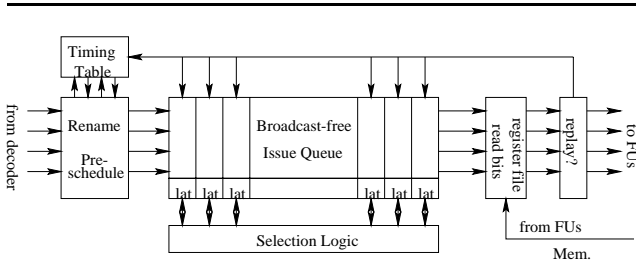 Timing
Table
from decoder
Rename
Pre-
schedule
Broadcast-free
Issue Queue
lat lat lat lat lat lat
Selection Logic
register file
read bits
replay?
to FUs
from FUs
Mem.